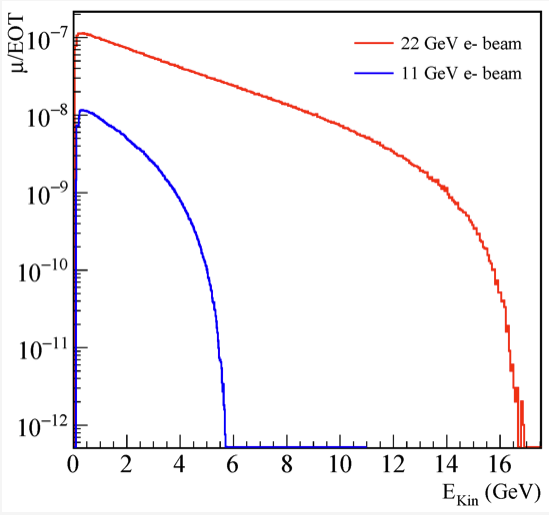 μ/EOT
10⁻⁷
10⁻⁸
10⁻⁹
10⁻¹⁰
10⁻¹¹
10⁻¹²
22 GeV e- beam
11 GeV e- beam
0 2 4 6 8 10 12 14 16
E_Kin (GeV)